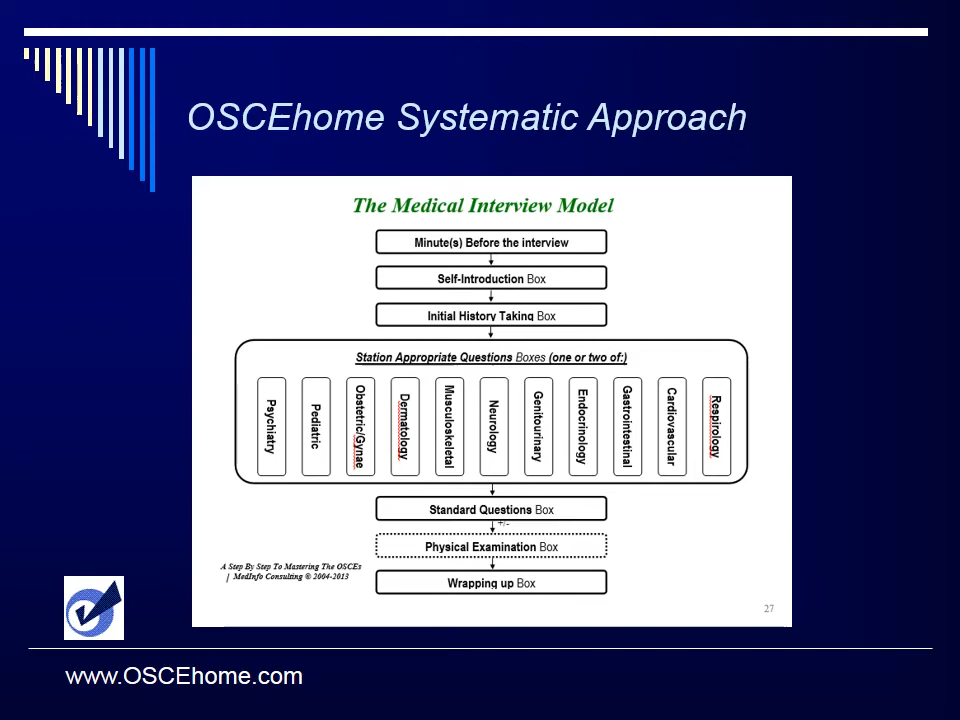 OSCEhome Systematic Approach
The Medical Interview Model
Minute(s) Before the interview
Self-Introduction Box
Initial History Taking Box
Station Appropriate Questions Boxes (one or two of:)
Psychiatry
Pediatric
Obstetric/Gynae
Dermatology
Musculoskeletal
Neurology
Genitourinary
Endocrinology
Gastrointestinal
Cardiovascular
Respirology
Standard Questions Box
+/-
Physical Examination Box
Wrapping up Box
A Step By Step To Mastering The OSCEs
| MedInfo Consulting © 2004-2013
27
www.OSCEhome.com